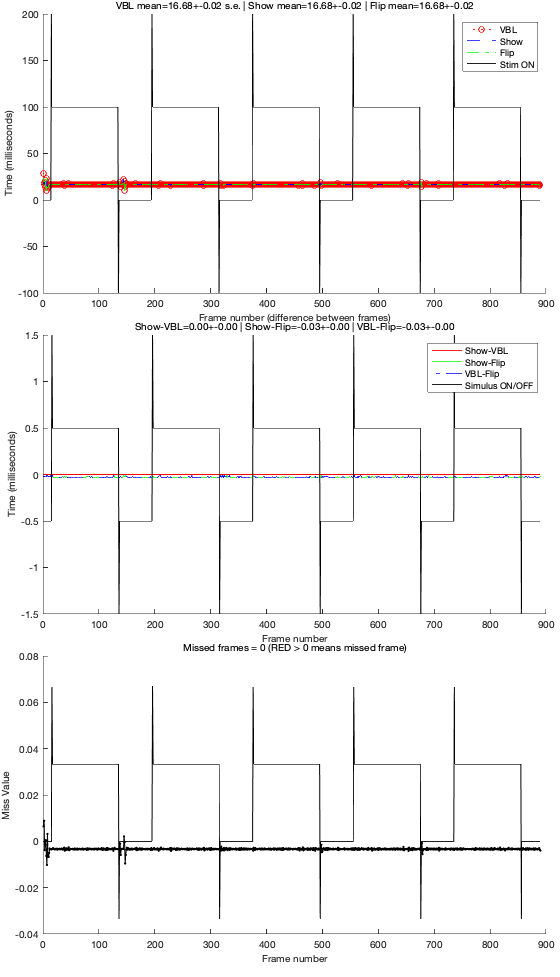 VBL mean=16.68+-0.02 s.e. | Show mean=16.68+-0.02 | Flip mean=16.68+-0.02
200
150
100
50
0
-50
-100
Time (milliseconds)
VBL
Show
Flip
Stim ON
0 100 200 300 400 500 600 700 800 900
Frame number (difference between frames)
Show-VBL=0.00+-0.00 | Show-Flip=-0.03+-0.00 | VBL-Flip=-0.03+-0.00
1.5
1
0.5
0
-0.5
-1
-1.5
Time (milliseconds)
Show-VBL
Show-Flip
VBL-Flip
Simulus ON/OFF
0 100 200 300 400 500 600 700 800 900
Frame number
Missed frames = 0 (RED > 0 means missed frame)
0.08
0.06
0.04
0.02
0
-0.02
-0.04
Miss Value
0 100 200 300 400 500 600 700 800 900
Frame number